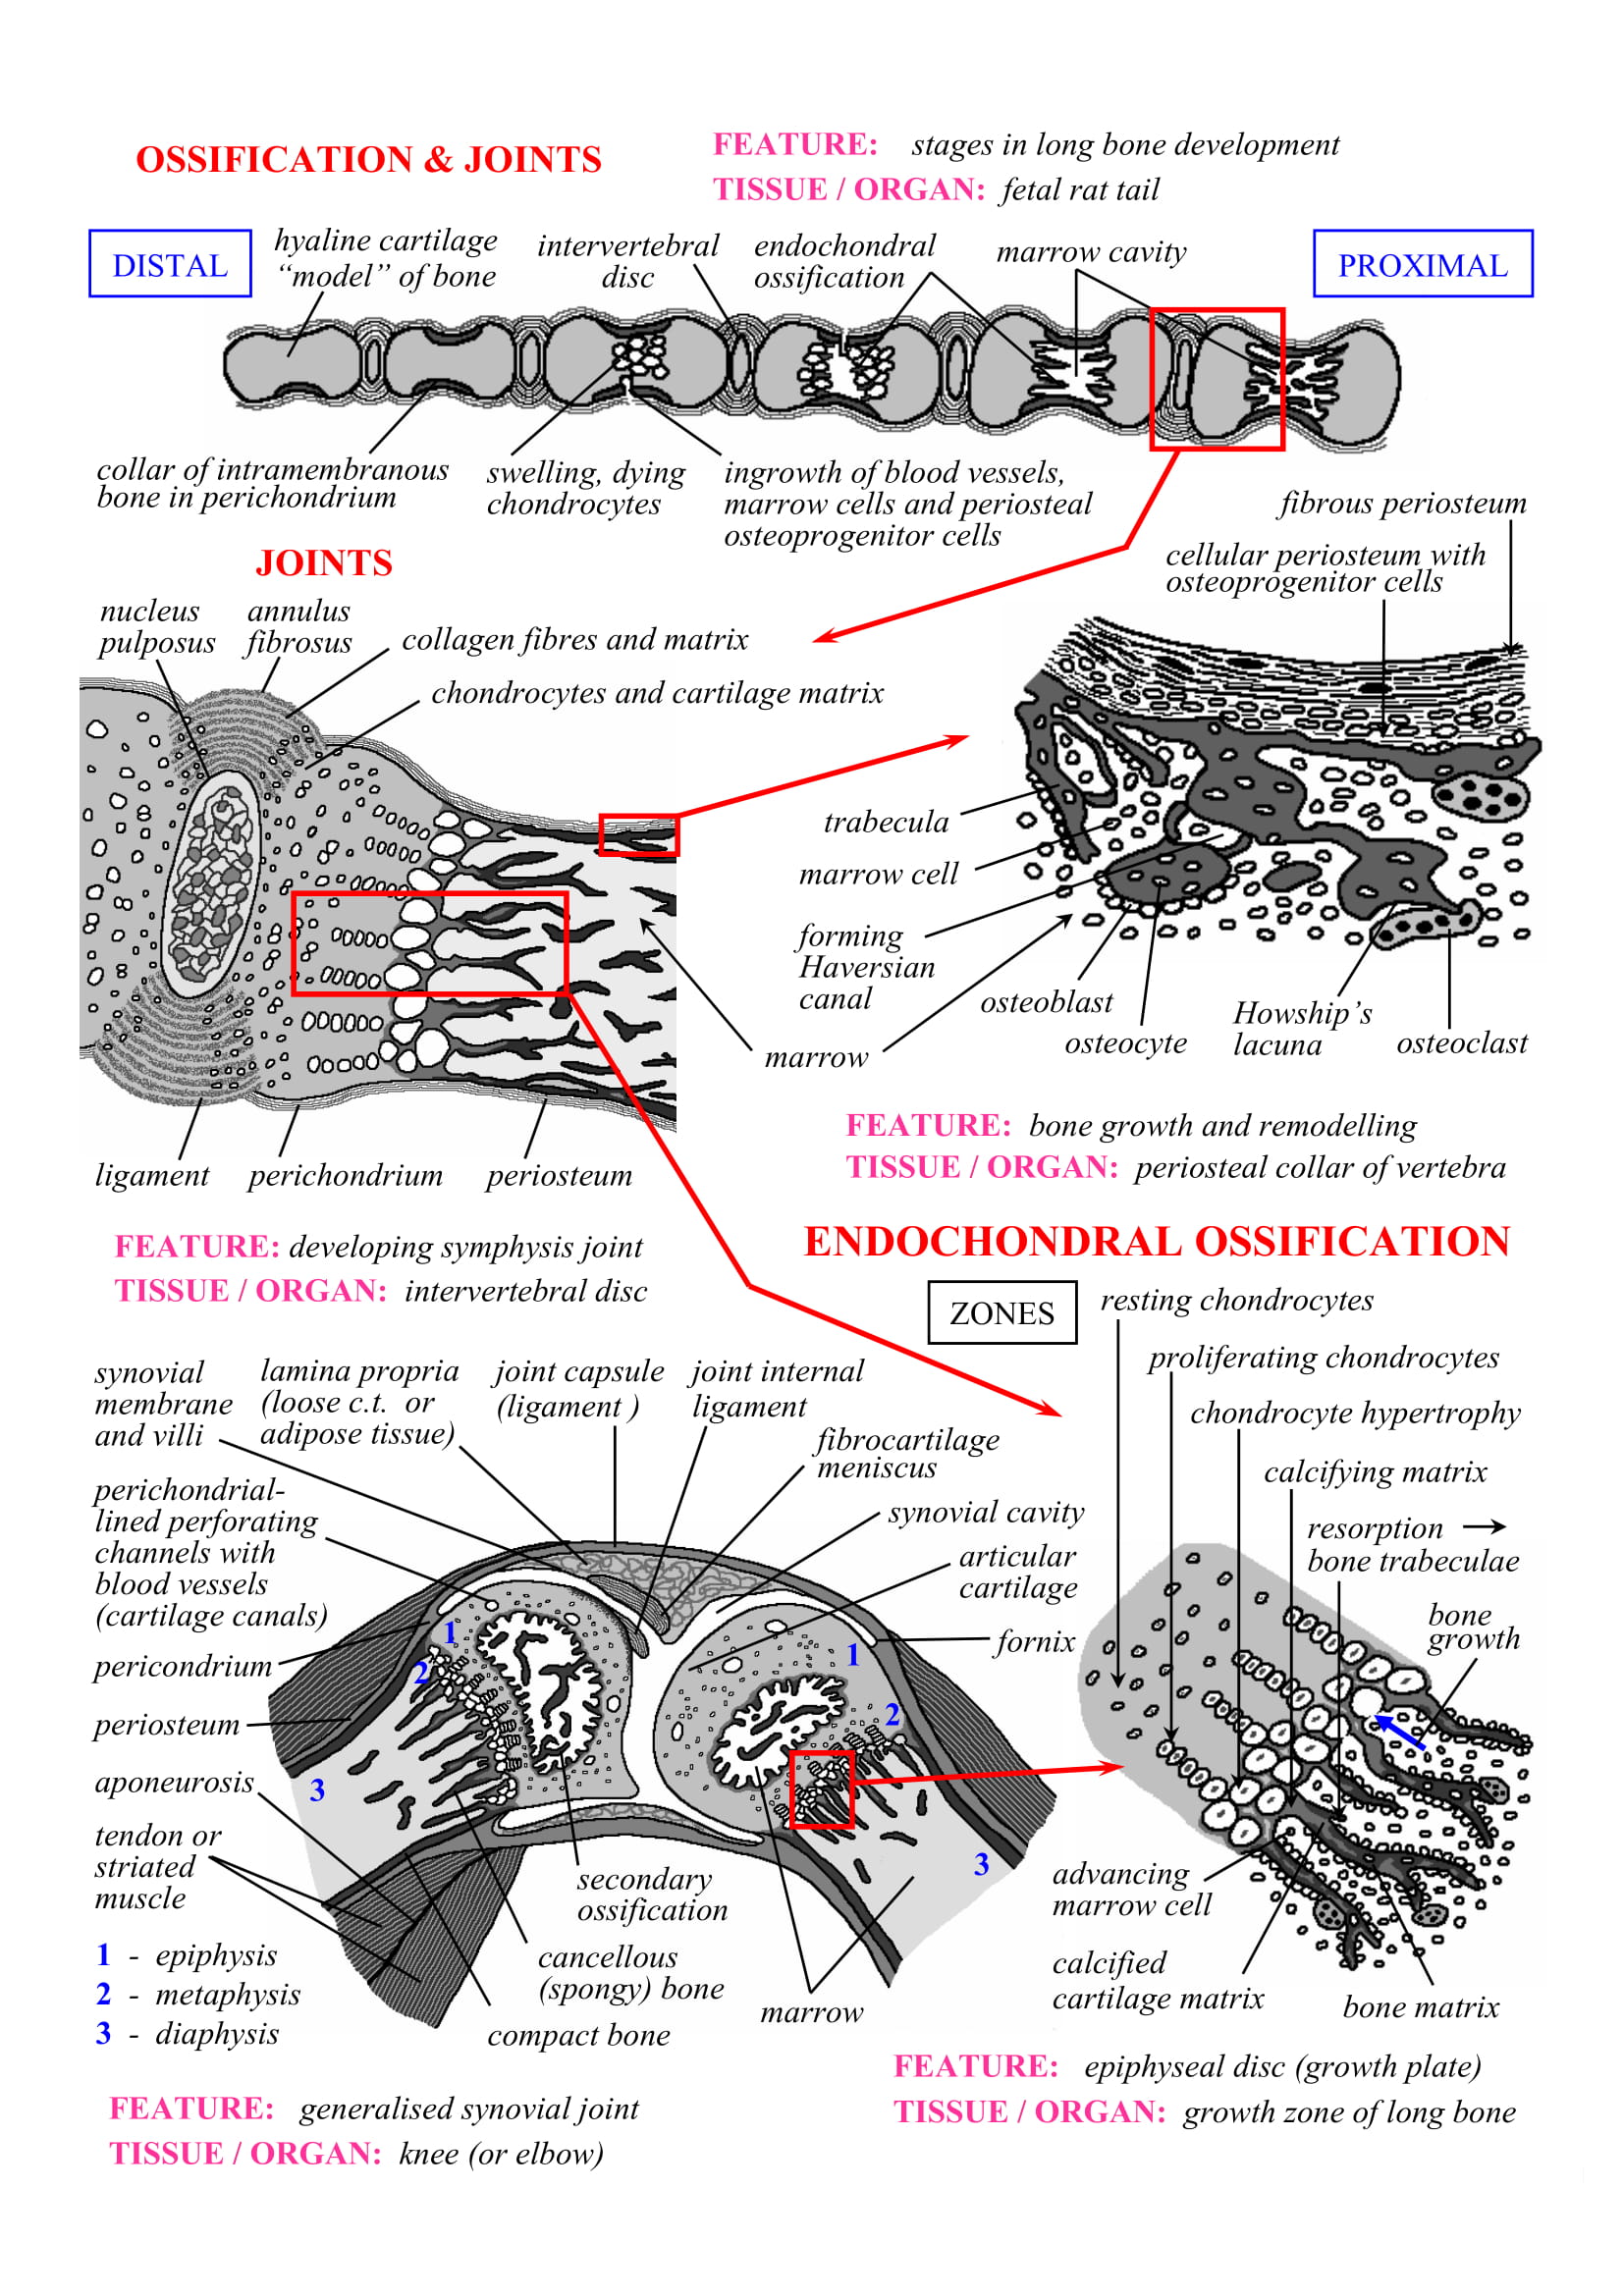 OSSIFICATION & JOINTS
FEATURE: stages in long bone development
TISSUE / ORGAN: fetal rat tail
DISTAL
hyaline cartilage
“model” of bone
intervertebral
disc
endochondral
ossification
marrow cavity
PROXIMAL
collar of intramembranous
bone in perichondrium
swelling, dying
chondrocytes
ingrowth of blood vessels,
marrow cells and periosteal
osteoprogenitor cells
fibrous periosteum
cellular periosteum with
osteoprogenitor cells
JOINTS
nucleus
pulposus
annulus
fibrosus
collagen fibres and matrix
chondrocytes and cartilage matrix
trabecula
marrow cell
forming
Haversian
canal
osteoblast
osteocyte
Howship’s
lacuna
osteoclast
marrow
ligament
perichondrium
periosteum
FEATURE: bone growth and remodelling
TISSUE / ORGAN: periosteal collar of vertebra
FEATURE: developing symphysis joint
TISSUE / ORGAN: intervertebral disc
ENDOCHONDRAL OSSIFICATION
ZONES
resting chondrocytes
proliferating chondrocytes
chondrocyte hypertrophy
calcifying matrix
resorption
bone trabeculae
bone
growth
synovial
membrane
and villi
lamina propria
(loose c.t. or
adipose tissue)
joint capsule
(ligament )
joint internal
ligament
fibrocartilage
meniscus
synovial cavity
articular
cartilage
fornix
perichondrial-
lined perforating
channels with
blood vessels
(cartilage canals)
pericondrium
periosteum
aponeurosis
tendon or
striated
muscle
1
2
3
1
2
3
1 - epiphysis
2 - metaphysis
3 - diaphysis
secondary
ossification
cancellous
(spongy) bone
compact bone
marrow
advancing
marrow cell
calcified
cartilage matrix
bone matrix
FEATURE: epiphyseal disc (growth plate)
TISSUE / ORGAN: growth zone of long bone
FEATURE: generalised synovial joint
TISSUE / ORGAN: knee (or elbow)